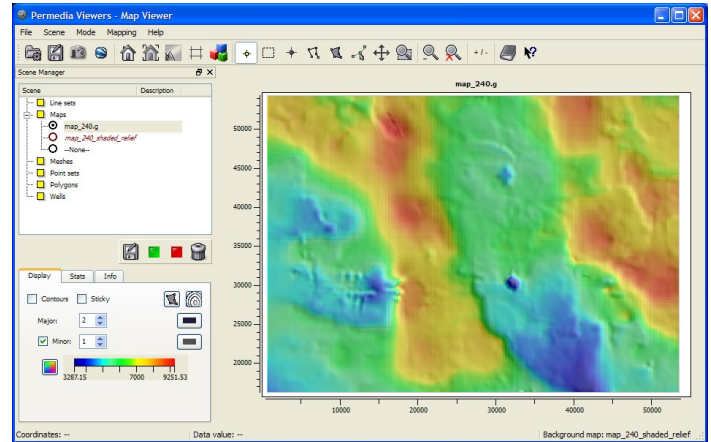 Permedia Viewers - Map Viewer
File Scene Mode Mapping Help
+/-
Scene Manager
Scene Description
Line sets
Maps
map_240.g
map_240_shaded_relief
--None--
Meshes
Point sets
Polygons
Wells
Display Stats Info
Contours Sticky
Major: 2
Minor: 1
3287.15 7000 9251.53
map_240.g
50000
45000
40000
35000
30000
25000
20000
10000 20000 30000 40000 50000
Coordinates: -- Data value: -- Background map: map_240_shaded_relief